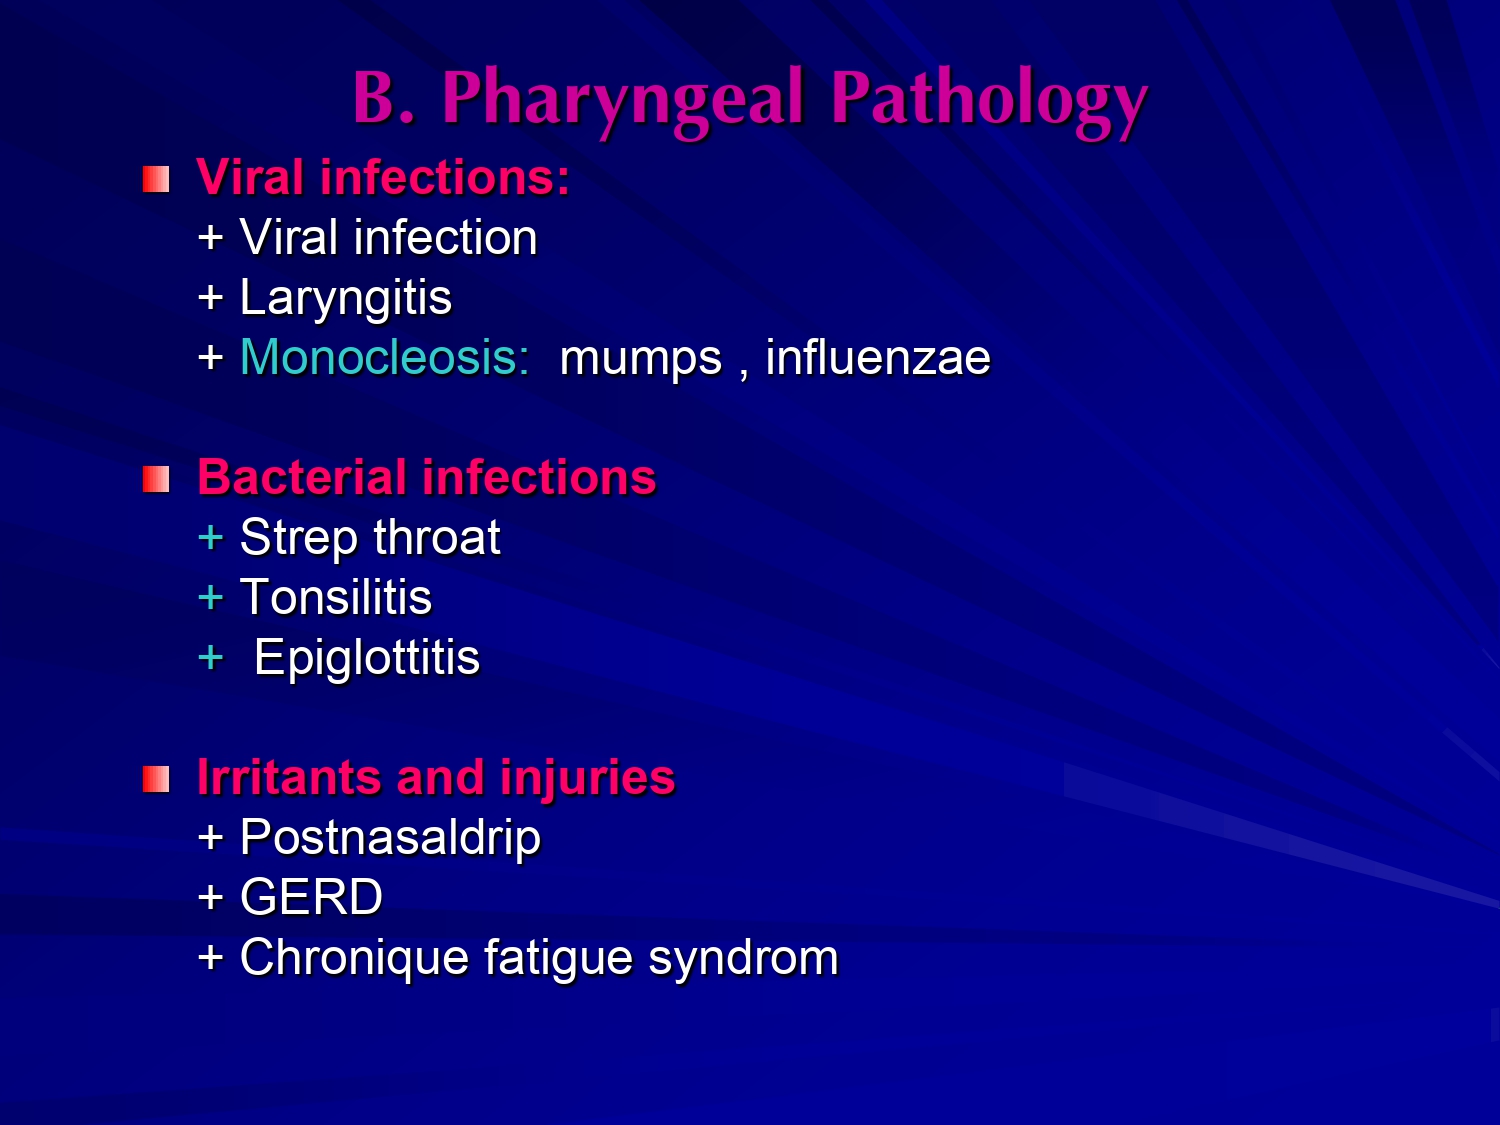 B. Pharyngeal Pathology
Viral infections:
+ Viral infection
+ Laryngitis
+ Monocleosis: mumps , influenzae
Bacterial infections
+ Strep throat
+ Tonsilitis
+ Epiglottitis
Irritants and injuries
+ Postnasaldrip
+ GERD
+ Chronique fatigue syndrom